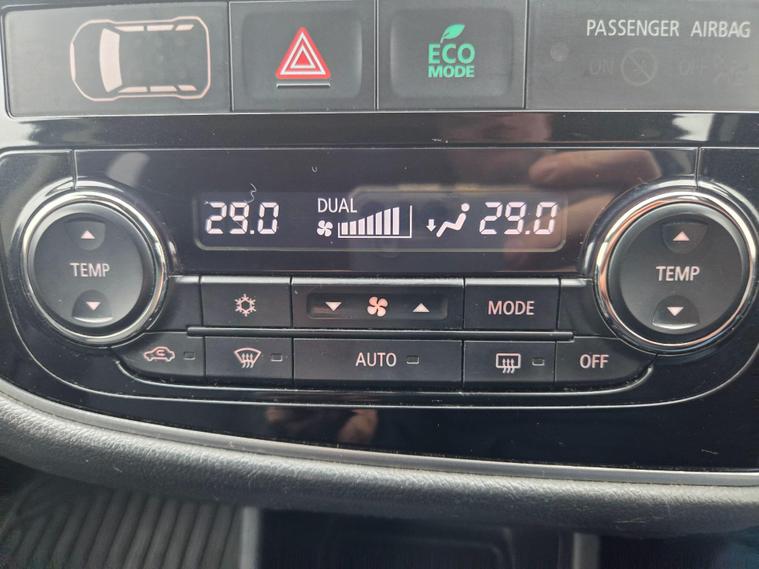 ECO
MODE
PASSENGER AIRBAG
ON OFF
29.0 DUAL 29.0
TEMP TEMP
MODE
AUTO OFF